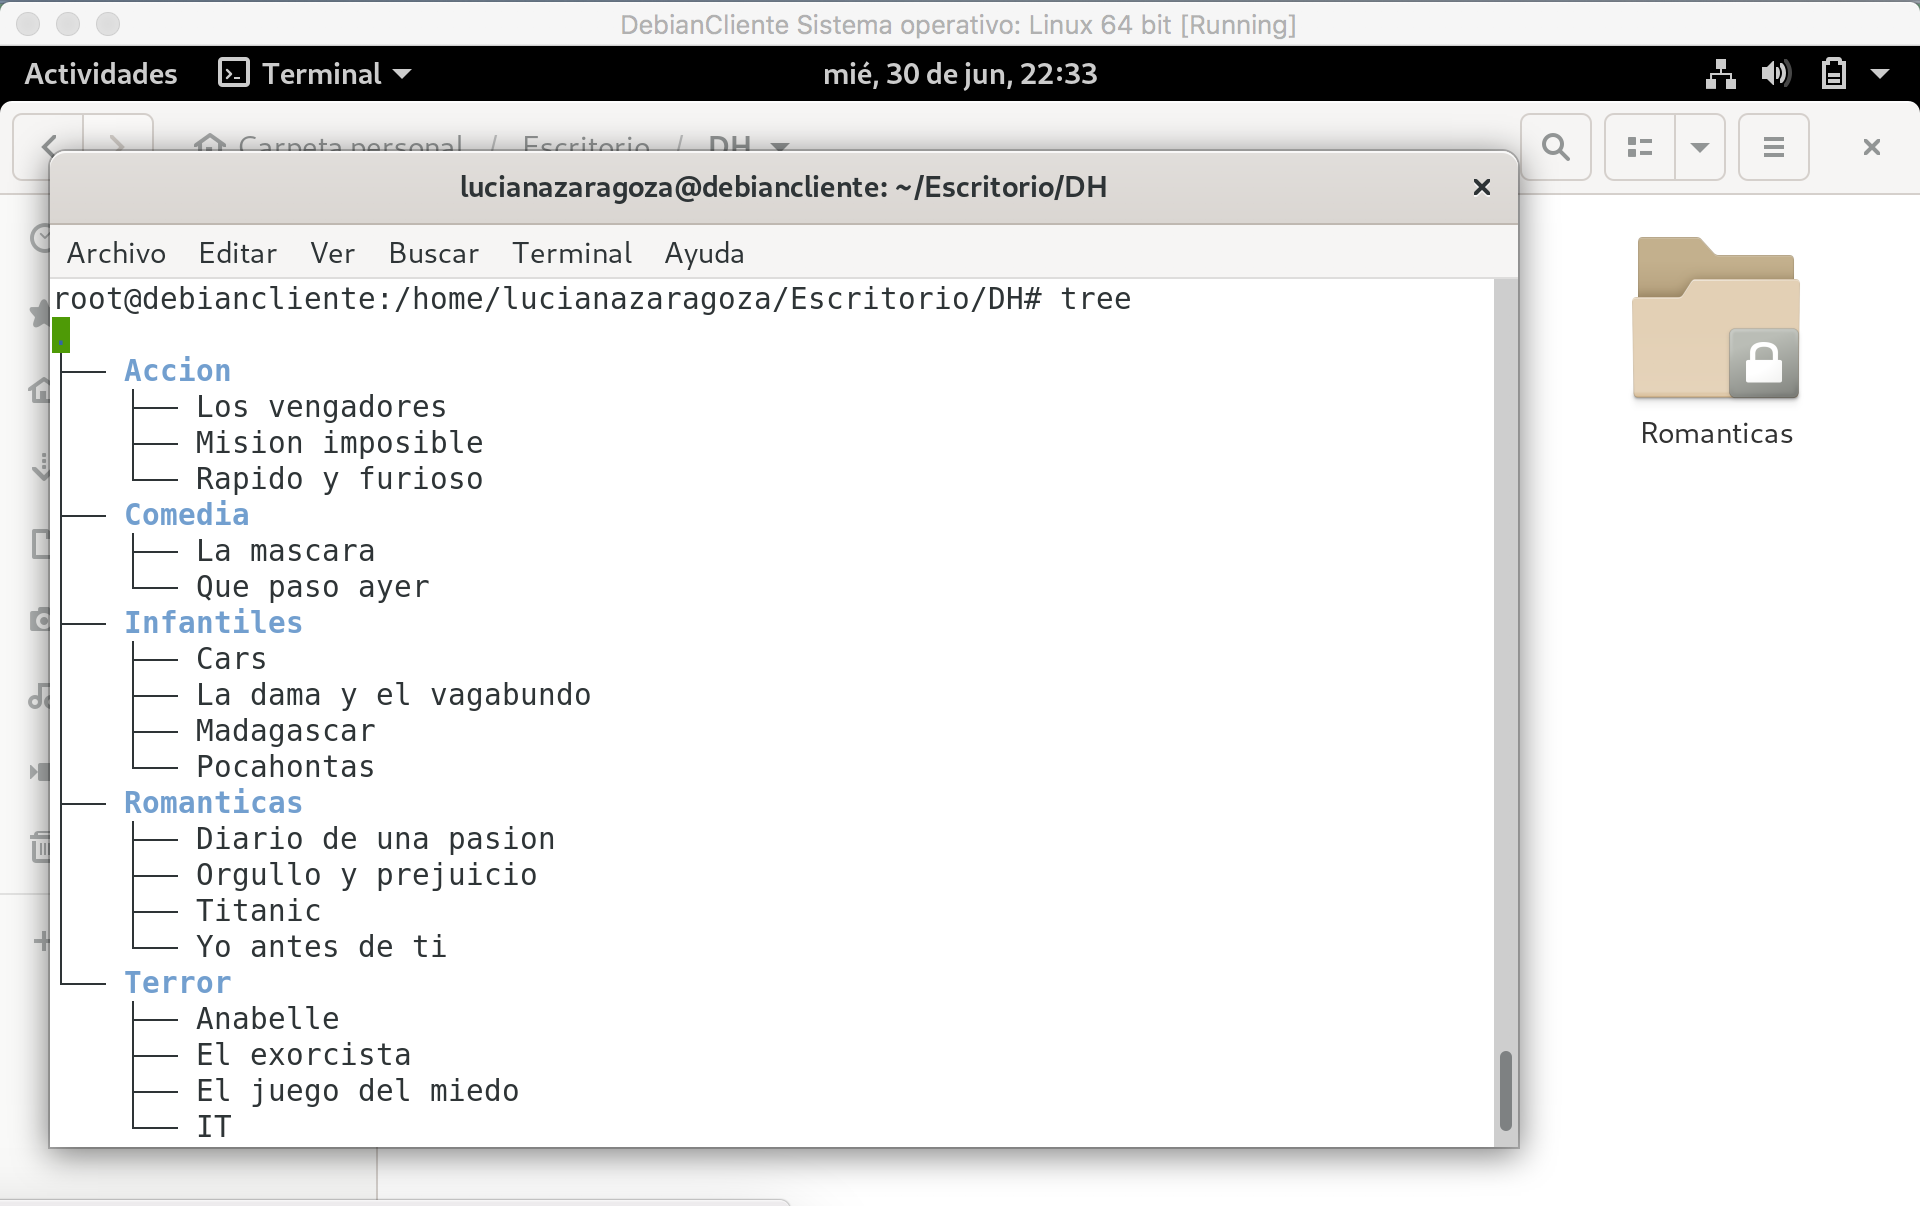 DebianCliente Sistema operativo: Linux 64 bit [Running]
Actividades Terminal mié, 30 de jun, 22:33
Carpeta personal / Escritorio / DH
lucianazaragoza@debiancliente: ~/Escritorio/DH
Archivo Editar Ver Buscar Terminal Ayuda
root@debiancliente:/home/lucianazaragoza/Escritorio/DH# tree
.
├── Accion
│   ├── Los vengadores
│   ├── Mision imposible
│   └── Rapido y furioso
├── Comedia
│   ├── La mascara
│   └── Que paso ayer
├── Infantiles
│   ├── Cars
│   ├── La dama y el vagabundo
│   ├── Madagascar
│   └── Pocahontas
├── Romanticas
│   ├── Diario de una pasion
│   ├── Orgullo y prejuicio
│   ├── Titanic
│   └── Yo antes de ti
└── Terror
    ├── Anabelle
    ├── El exorcista
    ├── El juego del miedo
    └── IT
Romanticas